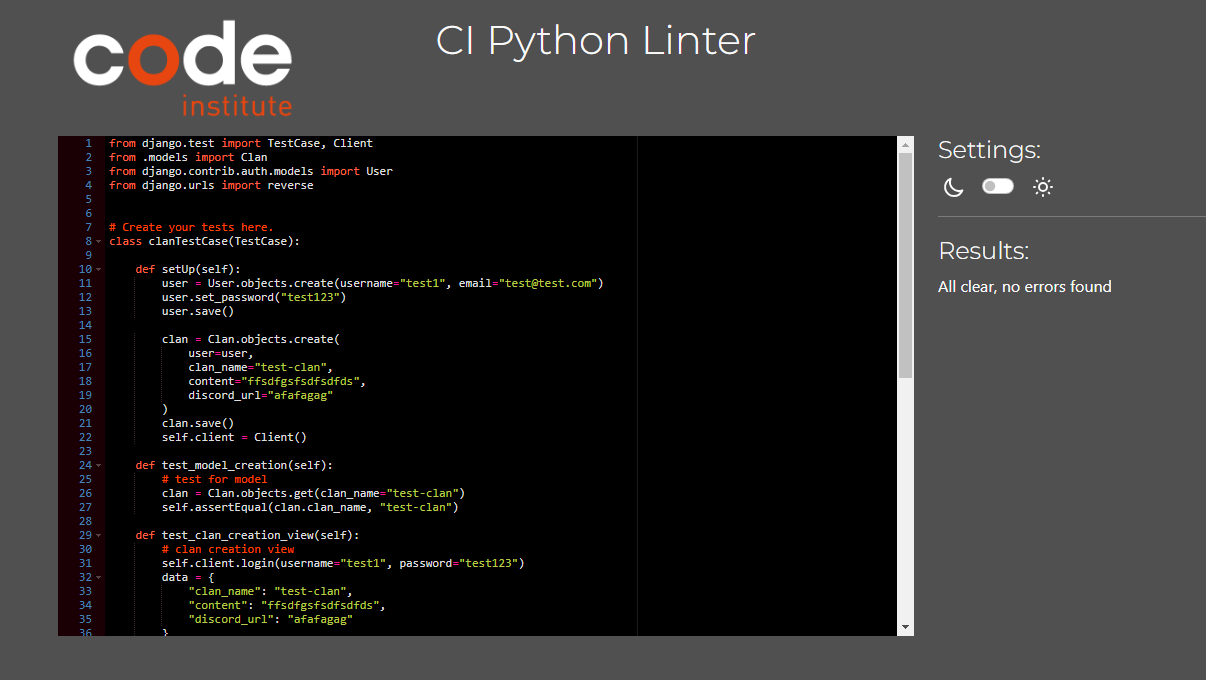 code
institute
CI Python Linter
1 from django.test import TestCase, Client
2 from .models import Clan
3 from django.contrib.auth.models import User
4 from django.urls import reverse
5
6
7 # Create your tests here.
8 class clanTestCase(TestCase):
9
10 def setUp(self):
11 user = User.objects.create(username="test1", email="test@test.com")
12 user.set_password("test123")
13 user.save()
14
15 clan = Clan.objects.create(
16 user=user,
17 clan_name="test-clan",
18 content="ffsdfgsfsdfsdfds",
19 discord_url="afafagag"
20 )
21 clan.save()
22 self.client = Client()
23
24 def test_model_creation(self):
25 # test for model
26 clan = Clan.objects.get(clan_name="test-clan")
27 self.assertEqual(clan.clan_name, "test-clan")
28
29 def test_clan_creation_view(self):
30 # clan creation view
31 self.client.login(username="test1", password="test123")
32 data = {
33 "clan_name": "test-clan",
34 "content": "ffsdfgsfsdfsdfds",
35 "discord_url": "afafagag"
36 }
Settings:
Results:
All clear, no errors found